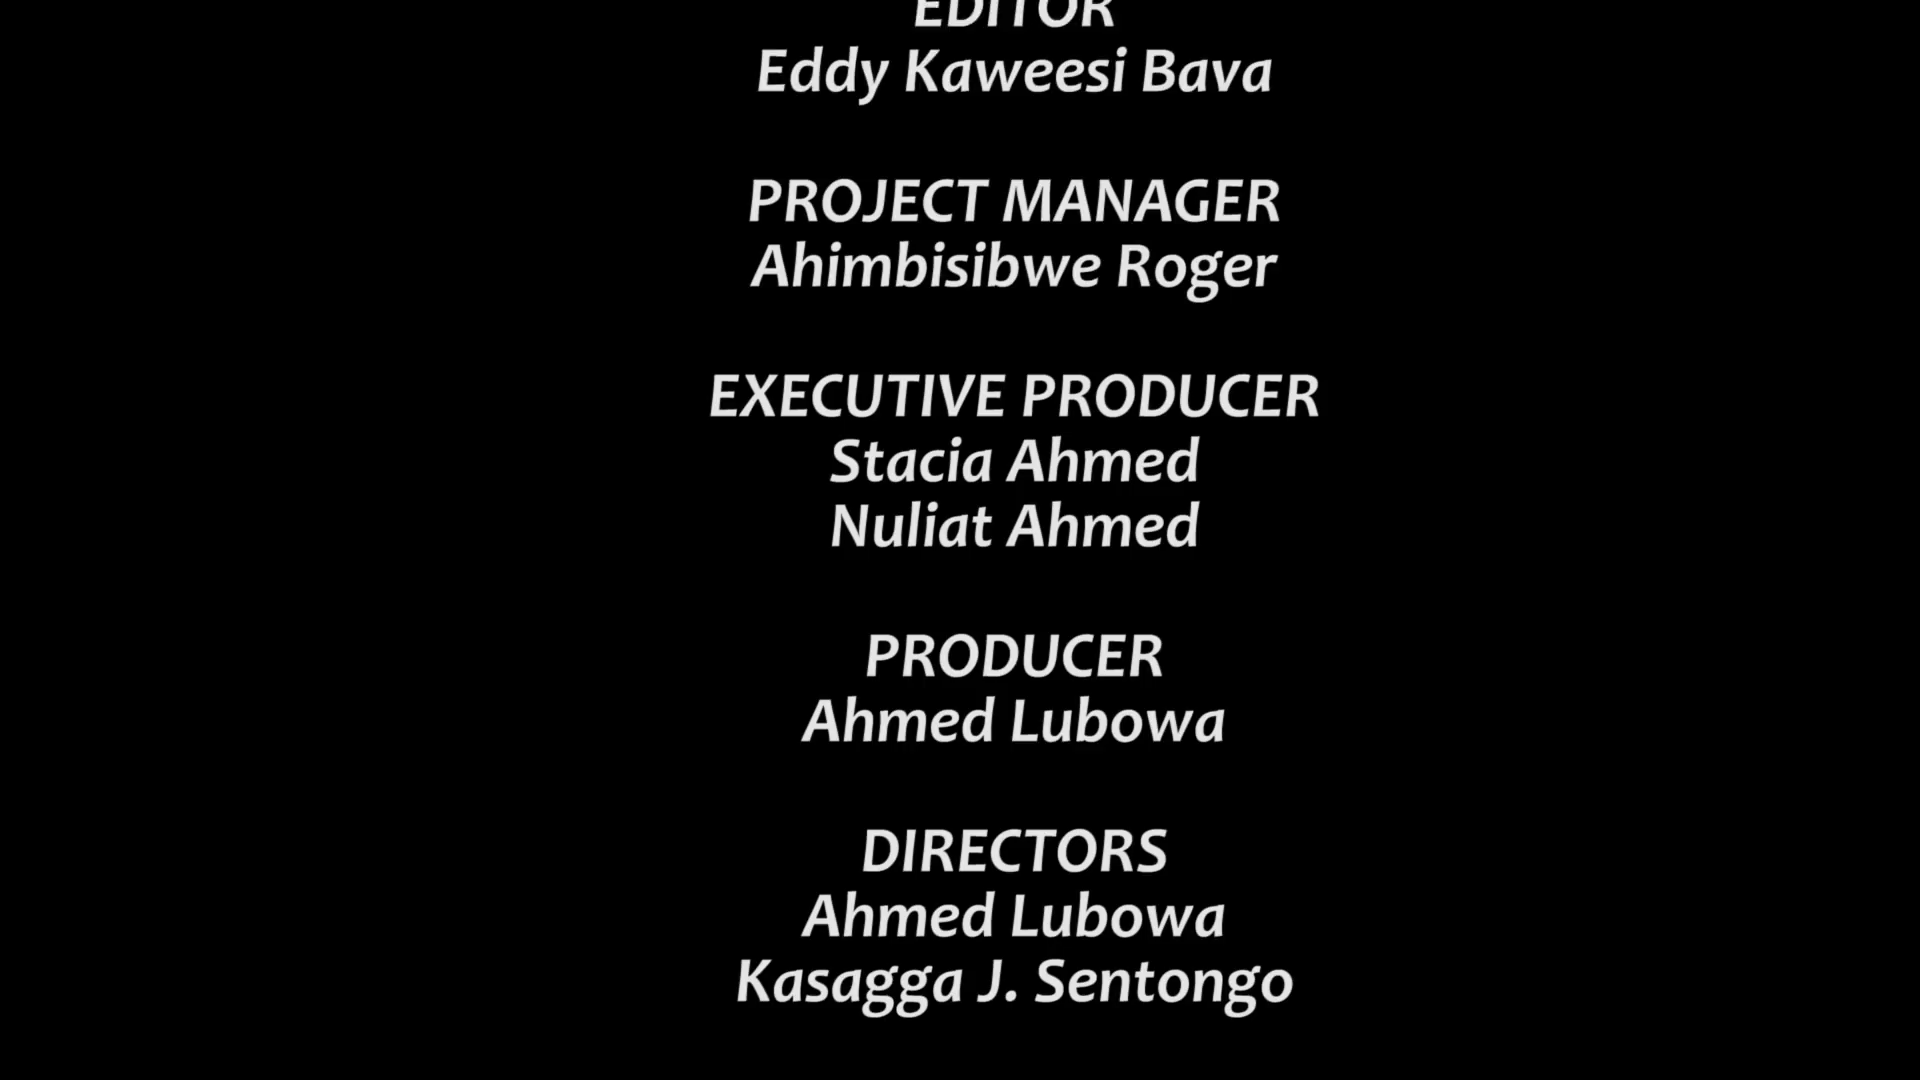 EDITOR
Eddy Kaweesi Bava
PROJECT MANAGER
Ahimbisibwe Roger
EXECUTIVE PRODUCER
Stacia Ahmed
Nuliat Ahmed
PRODUCER
Ahmed Lubowa
DIRECTORS
Ahmed Lubowa
Kasagga J. Sentongo